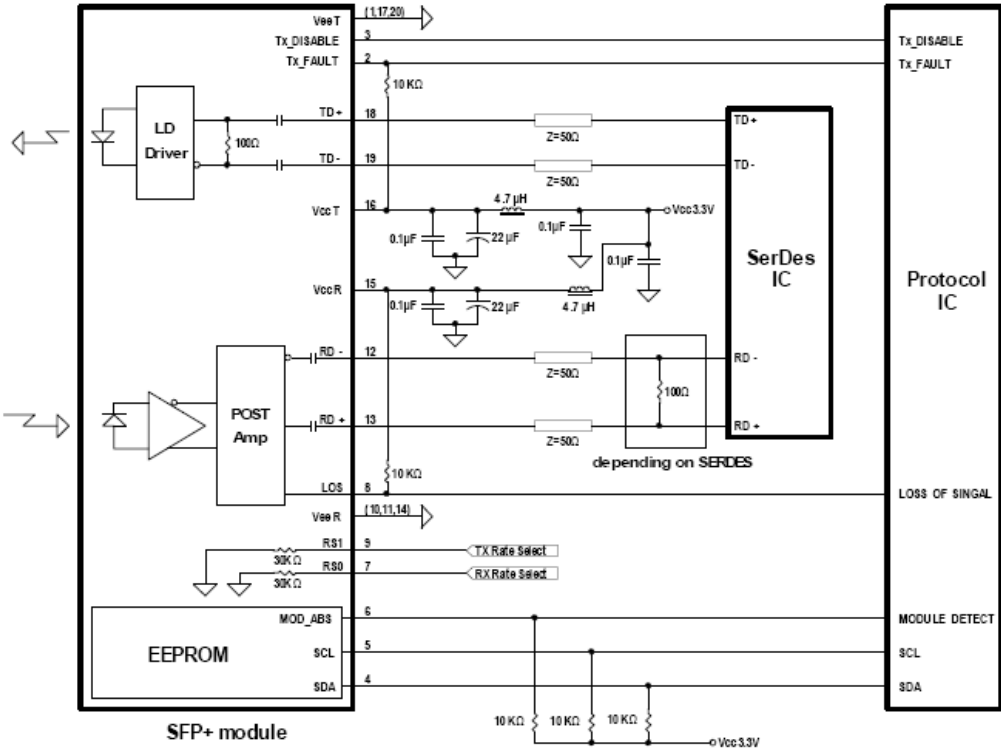 VeeT
(1,17,20)
Tx_DISABLE
3
Tx_DISABLE
Tx_FAULT
2
Tx_FAULT
10 KΩ
LD
Driver
100Ω
TD +
18
Z=50Ω
TD +
TD -
19
Z=50Ω
TD -
VccT
16
4.7 µH
Vcc3.3V
0.1µF
22 µF
0.1µF
0.1µF
SerDes
IC
Protocol
IC
VccR
15
0.1µF
22 µF
4.7 µH
POST
Amp
RD -
12
Z=50Ω
RD -
100Ω
RD +
13
Z=50Ω
RD +
depending on SERDES
10 KΩ
LOS
8
LOSS OF SINGAL
VeeR
(10,11,14)
RS1
9
TX Rate Select
30KΩ
RS0
7
RX Rate Select
30KΩ
EEPROM
MOD_ABS
6
MODULE DETECT
SCL
5
SCL
SDA
4
SDA
10 KΩ
10 KΩ
10 KΩ
Vcc3.3V
SFP+ module